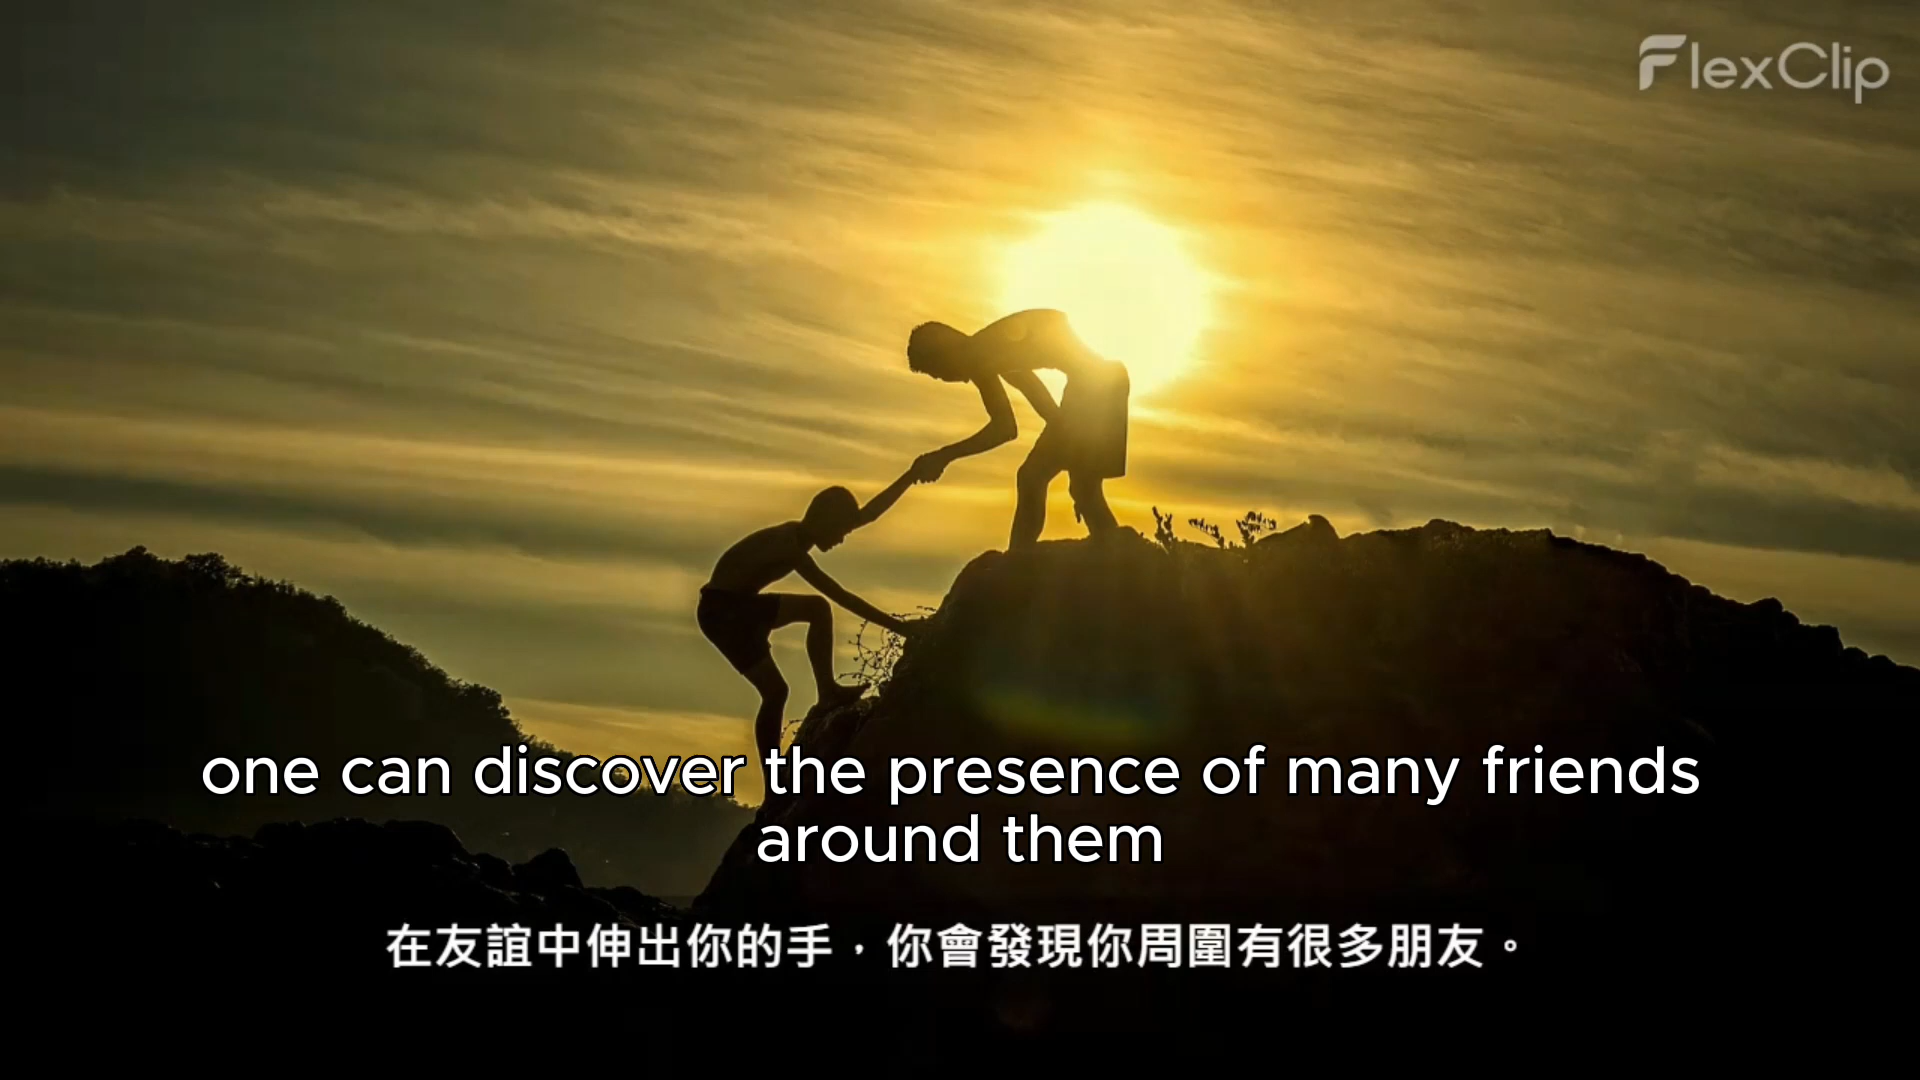 FlexClip
one can discover the presence of many friends
around them
在友誼中伸出你的手，你會發現你周圍有很多朋友。